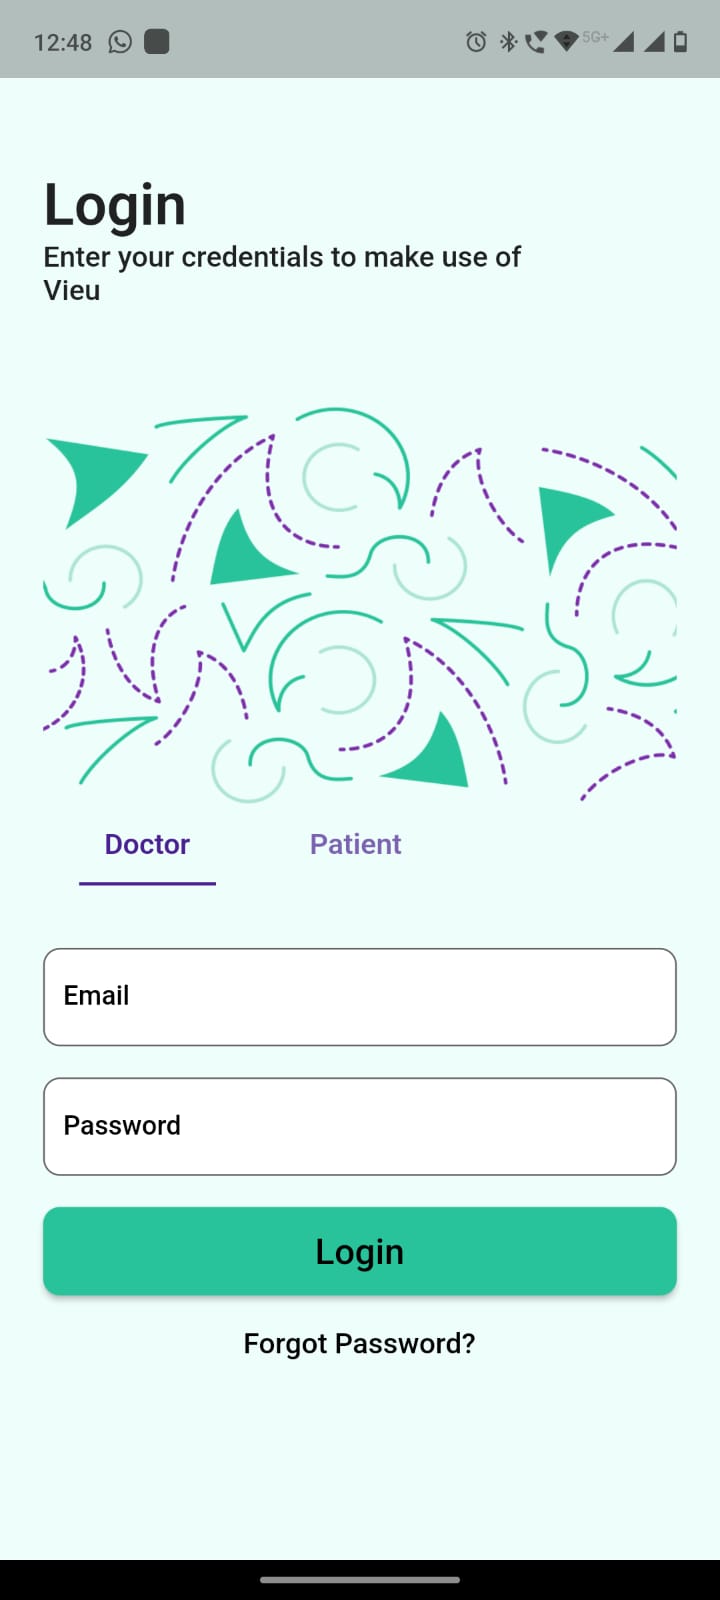 12:48 5G+
Login
Enter your credentials to make use of
Vieu
Doctor Patient
Email
Password
Login
Forgot Password?